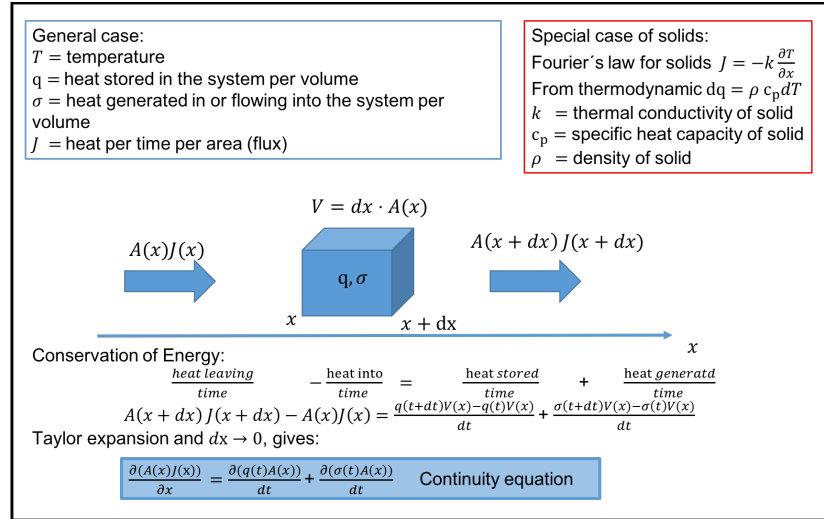 General case:
T = temperature
q = heat stored in the system per volume
σ = heat generated in or flowing into the system per
volume
J = heat per time per area (flux)
Special case of solids:
Fourier´s law for solids J = −k ∂T/∂x
From thermodynamic dq = ρ c_p dT
k = thermal conductivity of solid
c_p = specific heat capacity of solid
ρ = density of solid
V = dx · A(x)
A(x)J(x)
A(x + dx) J(x + dx)
q, σ
x
x + dx
x
Conservation of Energy:
heat leaving/time − heat into/time = heat stored/time + heat generatd/time
A(x + dx) J(x + dx) − A(x)J(x) = (q(t+dt)V(x)−q(t)V(x))/dt + (σ(t+dt)V(x)−σ(t)V(x))/dt
Taylor expansion and dx → 0, gives:
∂(A(x)J(x))/∂x = ∂(q(t)A(x))/dt + ∂(σ(t)A(x))/dt Continuity equation